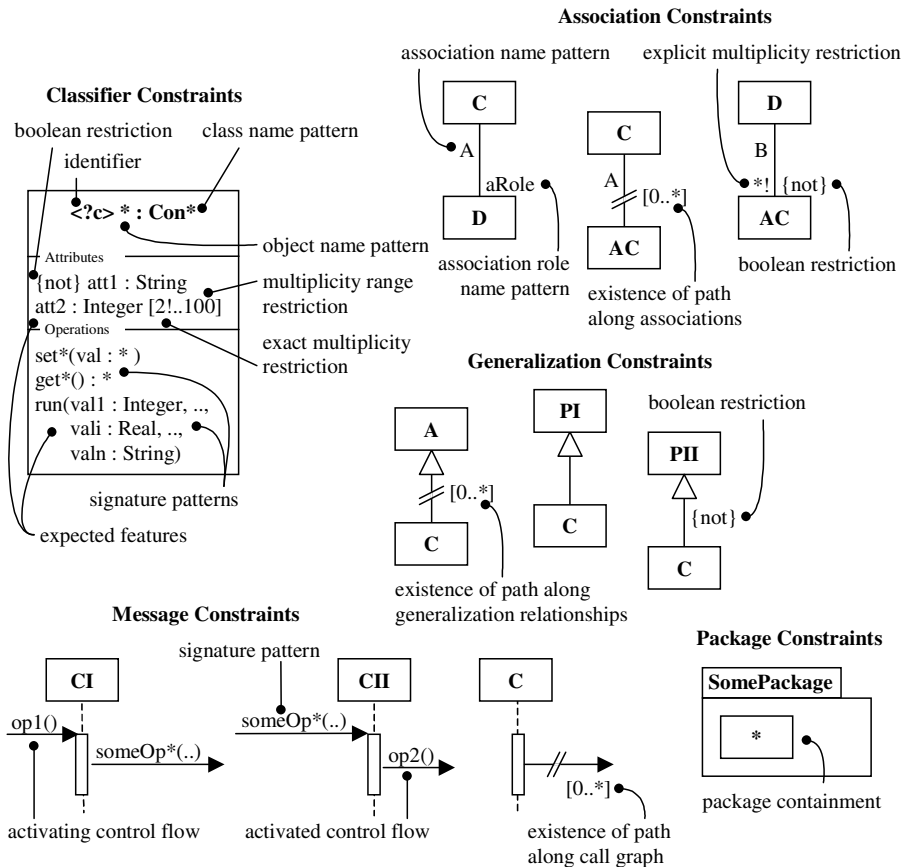 Association Constraints
association name pattern
explicit multiplicity restriction
C
A
aRole
D
association role
name pattern
C
A
[0..*]
AC
existence of path
along associations
D
B
*! {not}
AC
boolean restriction
Classifier Constraints
boolean restriction
class name pattern
identifier
<?c> * : Con*
object name pattern
Attributes
{not} att1 : String
att2 : Integer [2!..100]
multiplicity range
restriction
Operations
exact multiplicity
restriction
set*(val : * )
get*() : *
run(val1 : Integer, ..,
vali : Real, ..,
valn : String)
signature patterns
expected features
Generalization Constraints
A
[0..*]
C
existence of path along
generalization relationships
PI
C
boolean restriction
PII
{not}
C
Message Constraints
signature pattern
CI
op1()
someOp*(..)
activating control flow
CII
someOp*(..)
op2()
activated control flow
C
[0..*]
existence of path
along call graph
Package Constraints
SomePackage
*
package containment